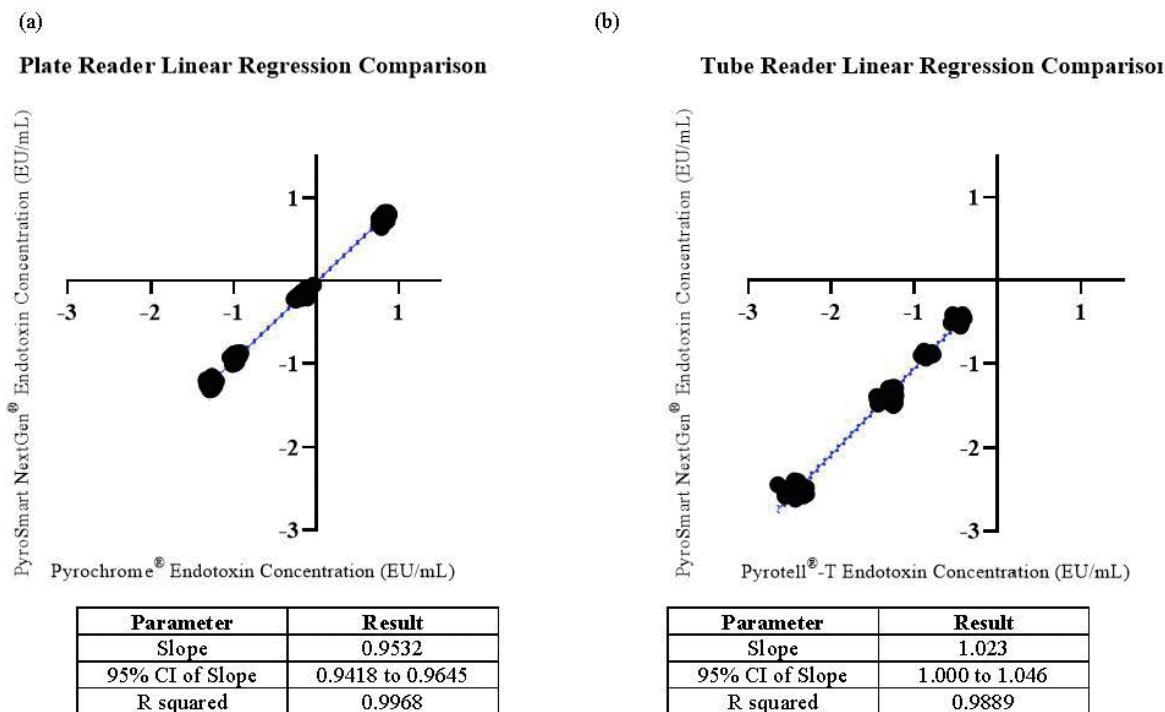 (a)
Plate Reader Linear Regression Comparison
PyroSmart NextGen® Endotoxin Concentration (EU/mL)
1
-3 -2 -1 1
-1
-2
-3
Pyrochrome® Endotoxin Concentration (EU/mL)
Parameter Result
Slope 0.9532
95% CI of Slope 0.9418 to 0.9645
R squared 0.9968
(b)
Tube Reader Linear Regression Comparison
PyroSmart NextGen® Endotoxin Concentration (EU/mL)
1
-3 -2 -1 1
-1
-2
-3
Pyrotell®-T Endotoxin Concentration (EU/mL)
Parameter Result
Slope 1.023
95% CI of Slope 1.000 to 1.046
R squared 0.9889